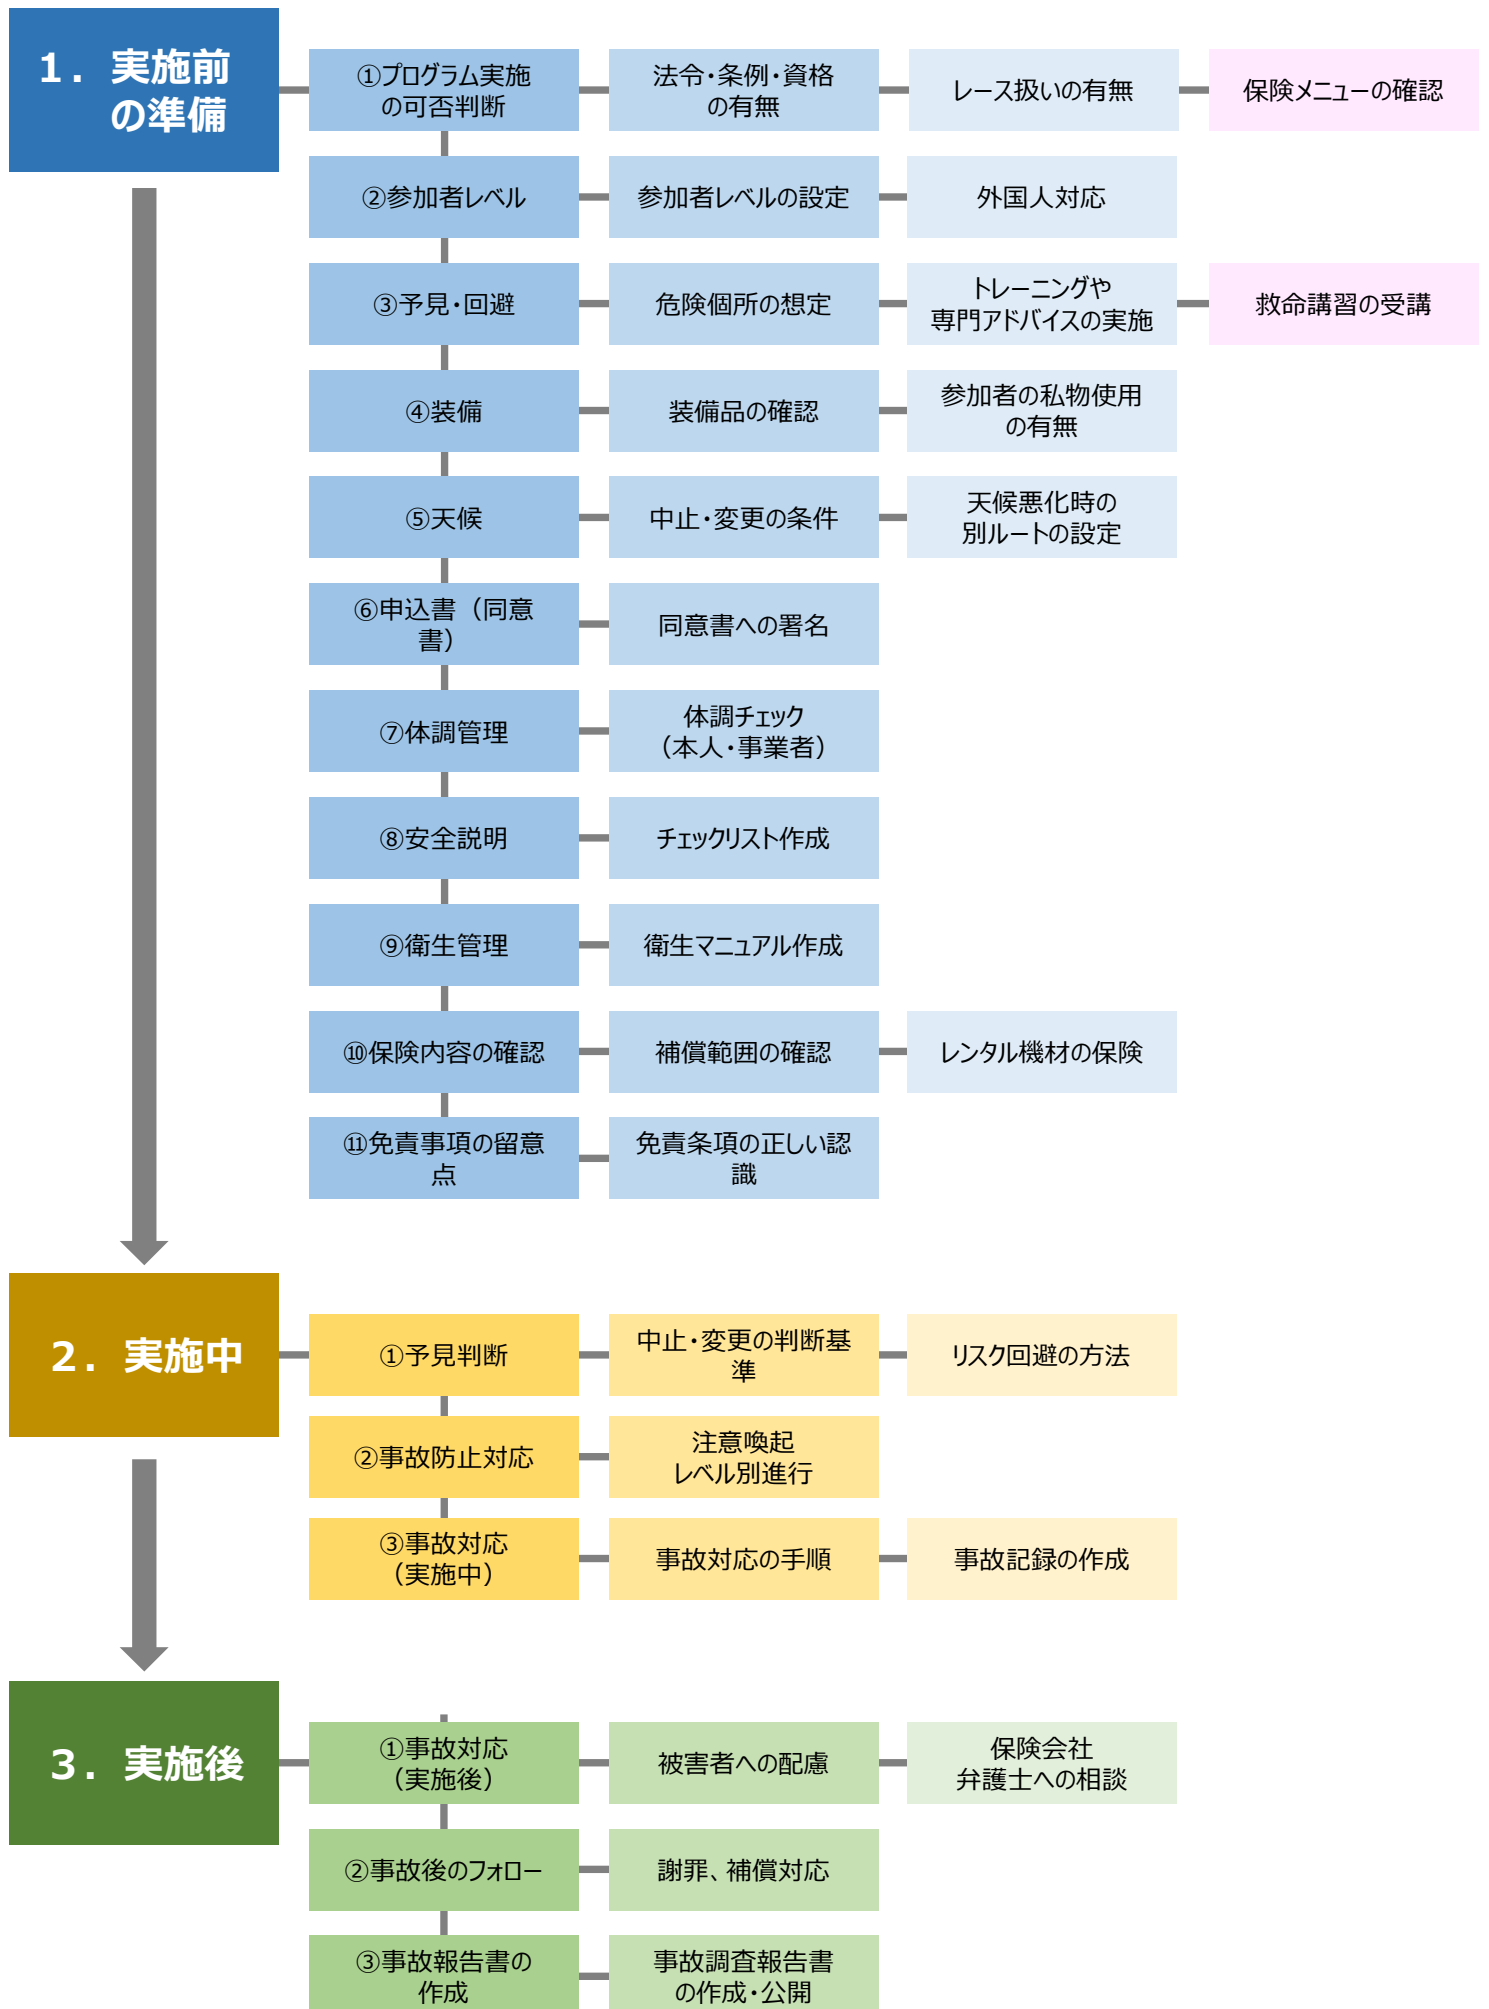 1. 実施前
の準備
①プログラム実施
の可否判断
法令・条例・資格
の有無
レース扱いの有無
保険メニューの確認
②参加者レベル
参加者レベルの設定
外国人対応
③予見・回避
危険個所の想定
トレーニングや
専門アドバイスの実施
救命講習の受講
④装備
装備品の確認
参加者の私物使用
の有無
⑤天候
中止・変更の条件
天候悪化時の
別ルートの設定
⑥申込書（同意
書）
同意書への署名
⑦体調管理
体調チェック
（本人・事業者）
⑧安全説明
チェックリスト作成
⑨衛生管理
衛生マニュアル作成
⑩保険内容の確認
補償範囲の確認
レンタル機材の保険
⑪免責事項の留意
点
免責条項の正しい認
識
2. 実施中
①予見判断
中止・変更の判断基
準
リスク回避の方法
②事故防止対応
注意喚起
レベル別進行
③事故対応
（実施中）
事故対応の手順
事故記録の作成
3. 実施後
①事故対応
（実施後）
被害者への配慮
保険会社
弁護士への相談
②事故後のフォロー
謝罪、補償対応
③事故報告書の
作成
事故調査報告書
の作成・公開